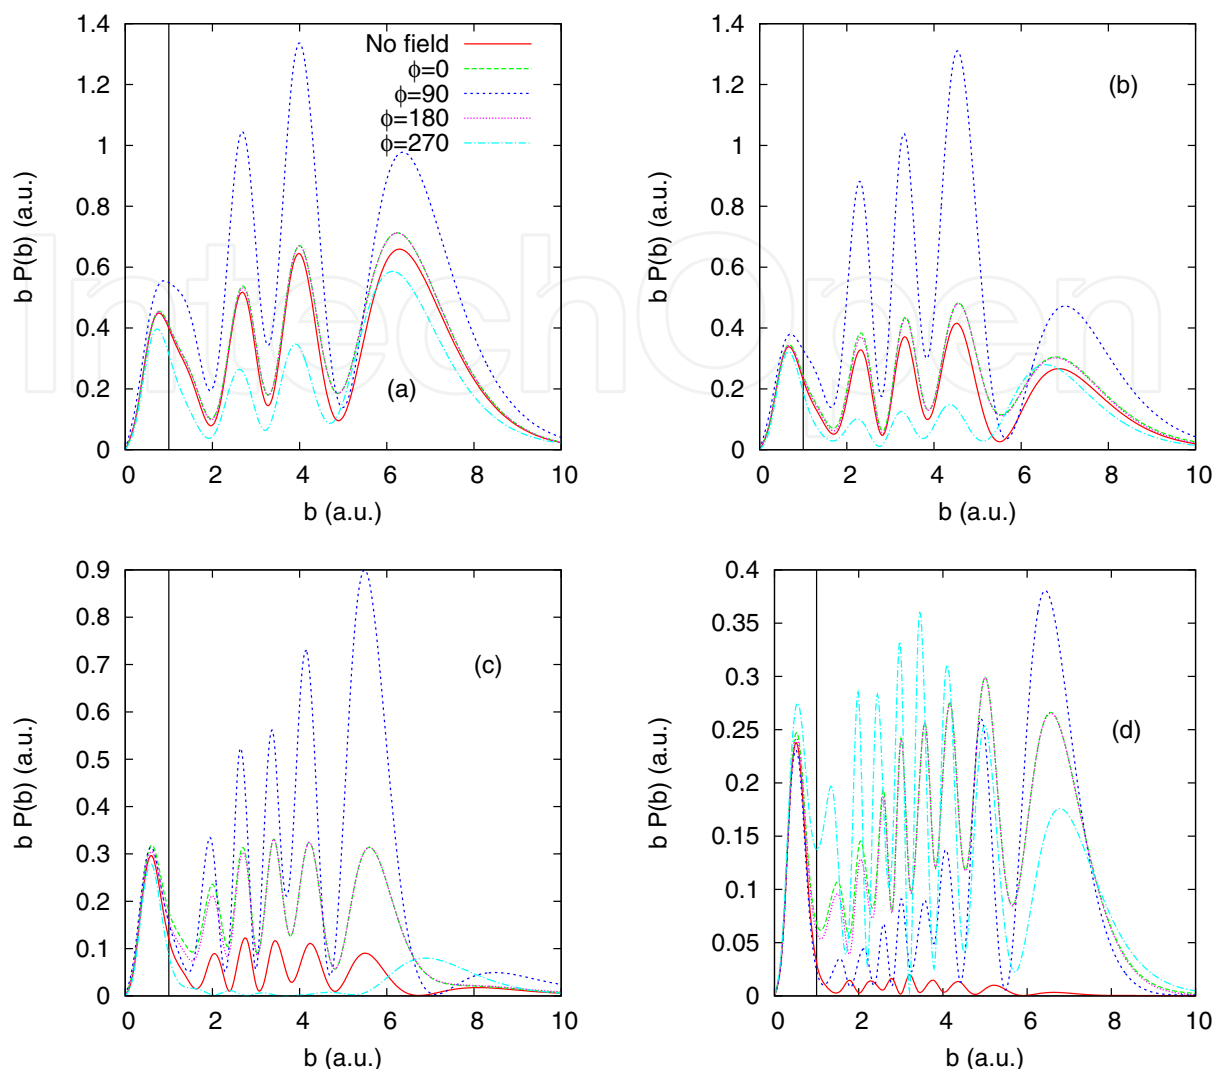 1.4
1.2
1
0.8
0.6
0.4
0.2
0
b P(b) (a.u.)
No field
ϕ=0
ϕ=90
ϕ=180
ϕ=270
(a)
0 2 4 6 8 10
b (a.u.)
1.4
1.2
1
0.8
0.6
0.4
0.2
0
b P(b) (a.u.)
(b)
0 2 4 6 8 10
b (a.u.)
IntechOpen
0.9
0.8
0.7
0.6
0.5
0.4
0.3
0.2
0.1
0
b P(b) (a.u.)
(c)
0 2 4 6 8 10
b (a.u.)
0.4
0.35
0.3
0.25
0.2
0.15
0.1
0.05
0
b P(b) (a.u.)
(d)
0 2 4 6 8 10
b (a.u.)